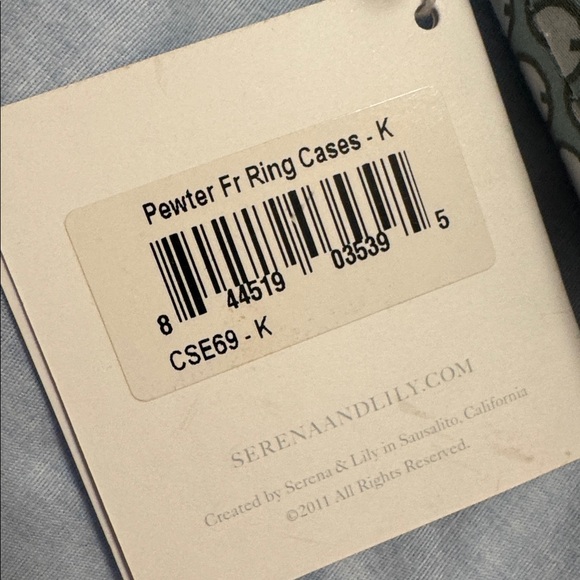 Pewter Fr Ring Cases - K
8 44519 03539 5
CSE69 - K
SERENAANDLILY.COM
Created by Serena & Lily in Sausalito, California
©2011 All Rights Reserved.